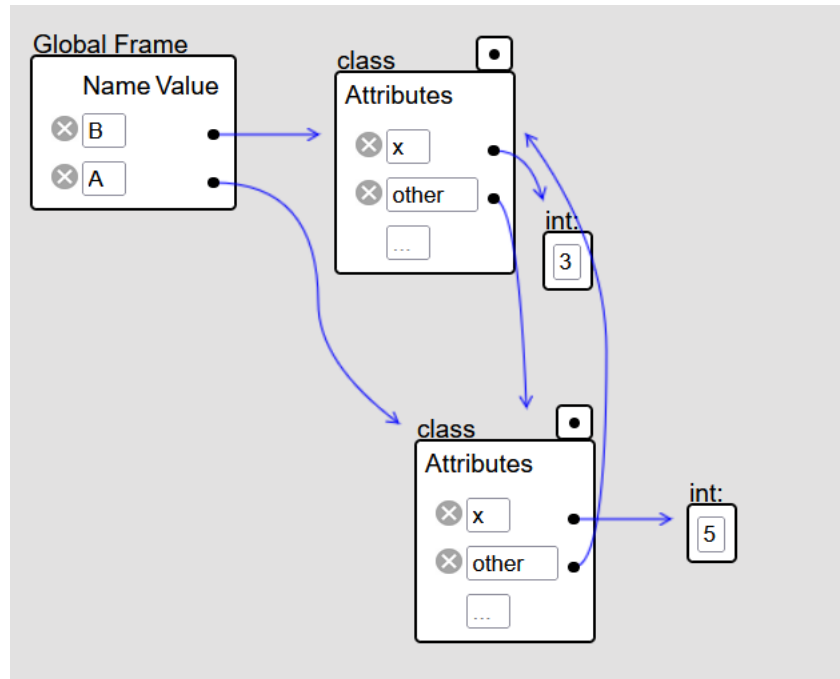 Global Frame
Name Value
B
A
class
Attributes
x
other
...
int:
3
class
Attributes
x
other
...
int:
5